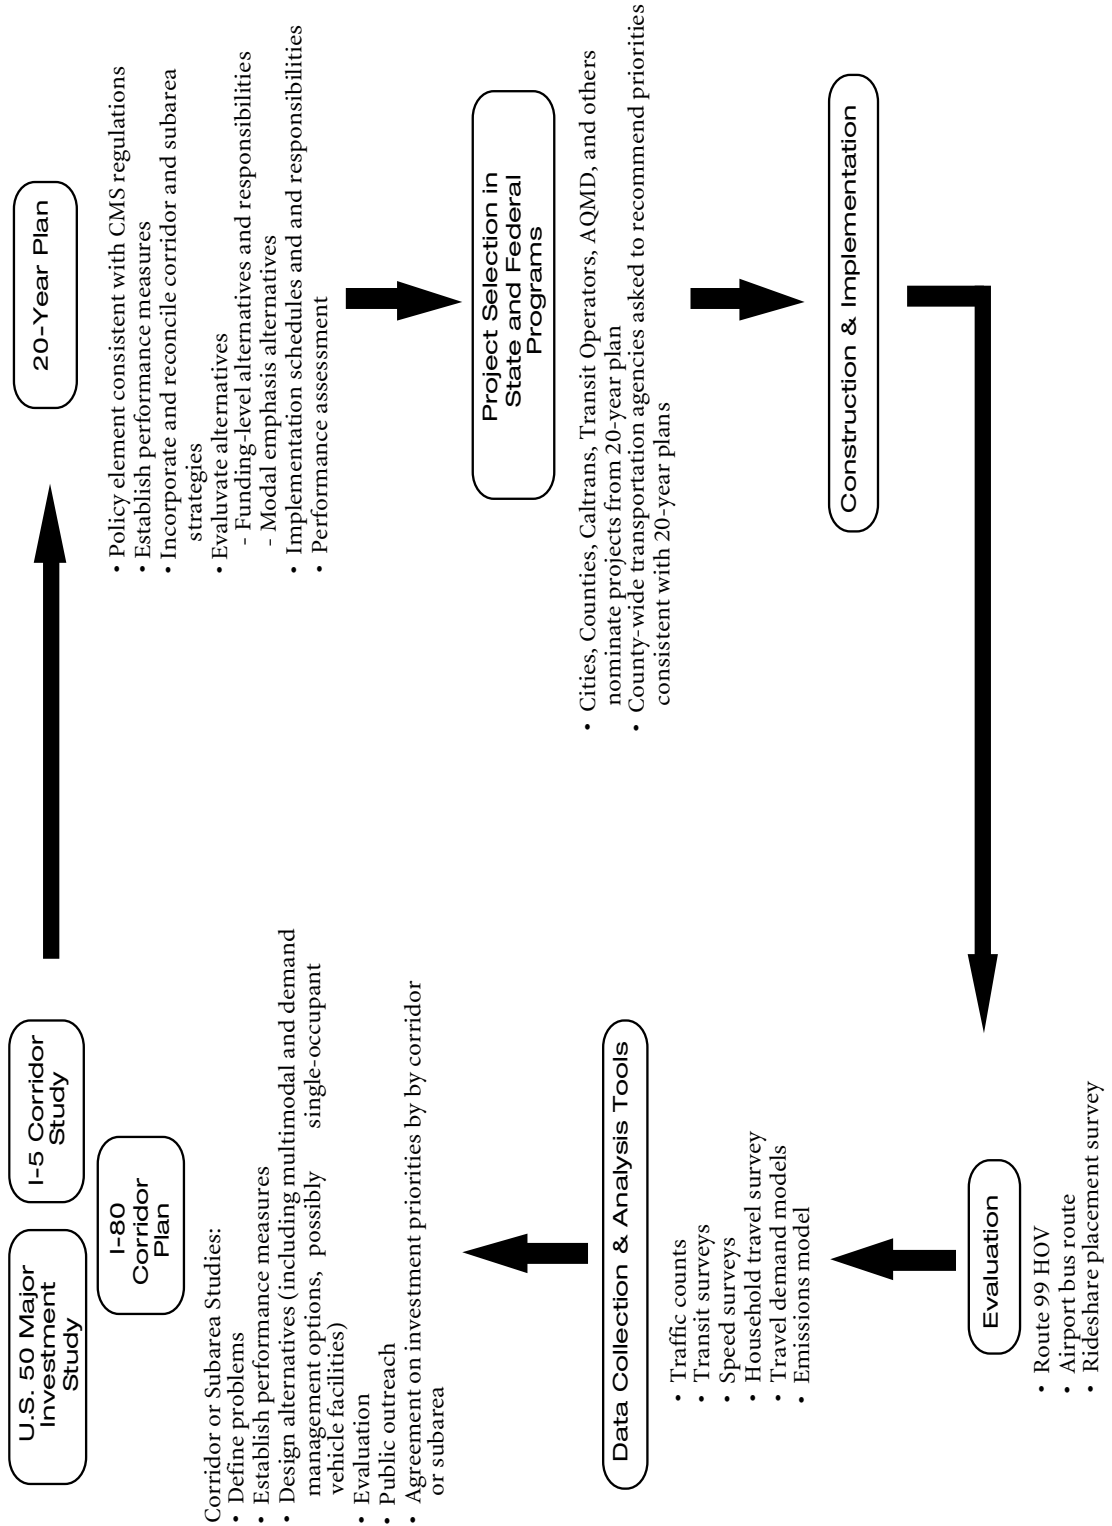 U.S. 50 Major
Investment
Study
I-5 Corridor
Study
I-80
Corridor
Plan
Corridor or Subarea Studies:
• Define problems
• Establish performance measures
• Design alternatives (including multimodal and demand
management options, possibly single-occupant
vehicle facilities)
• Evaluation
• Public outreach
• Agreement on investment priorities by by corridor
or subarea
20-Year Plan
• Policy element consistent with CMS regulations
• Establish performance measures
• Incorporate and reconcile corridor and subarea
strategies
• Evaluvate alternatives
- Funding-level alternatives and responsibilities
- Modal emphasis alternatives
• Implementation schedules and and responsibilities
• Performance assessment
Project Selection in
State and Federal
Programs
• Cities, Counties, Caltrans, Transit Operators, AQMD, and others
nominate projects from 20-year plan
• County-wide transportation agencies asked to recommend priorities
consistent with 20-year plans
Construction & Implementation
Evaluation
• Route 99 HOV
• Airport bus route
• Rideshare placement survey
Data Collection & Analysis Tools
• Traffic counts
• Transit surveys
• Speed surveys
• Household travel survey
• Travel demand models
• Emissions model